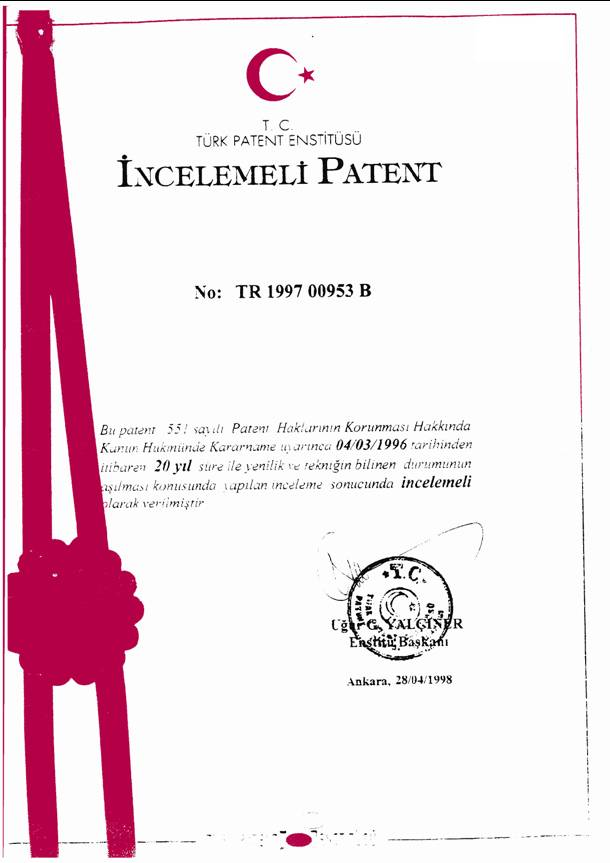 T. C.
TÜRK PATENT ENSTİTÜSÜ
İNCELEMELİ PATENT
No: TR 1997 00953 B
Bu patent 551 sayılı Patent Haklarının Korunması Hakkında
Kanun Hükmünde Kararname uyarınca 04/03/1996 tarihinden
itibaren 20 yıl süre ile yenilik ve tekniğin bilinen durumunun
aşılması konusunda yapılan inceleme sonucunda incelemeli
olarak verilmiştir
T.C.
Uğur G. YALÇINER
Enstitü Başkanı
Ankara, 28/04/1998